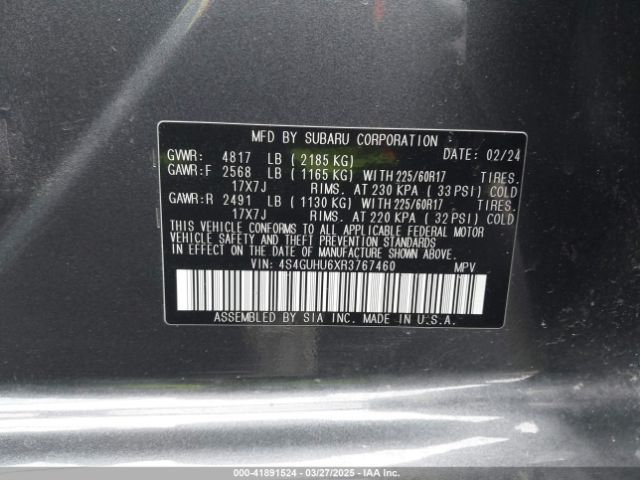 MFD BY SUBARU CORPORATION
GVWR: 4817 LB ( 2185 KG) DATE: 02/24
GAWR: F 2568 LB ( 1165 KG) WITH 225/60R17 TIRES.
17X7J RIMS. AT 230 KPA ( 33 PSI) COLD
GAWR: R 2491 LB ( 1130 KG) WITH 225/60R17 TIRES.
17X7J RIMS. AT 220 KPA ( 32 PSI) COLD
THIS VEHICLE CONFORMS TO ALL APPLICABLE FEDERAL MOTOR
VEHICLE SAFETY AND THEFT PREVENTION STANDARDS
IN EFFECT ON THE DATE OF MANUFACTURE SHOWN ABOVE.
VIN: 4S4GUHU6XR3767460 MPV
ASSEMBLED BY SIA INC. MADE IN U.S.A.
000-41891524 | 03/27/2025 | IAA Inc.